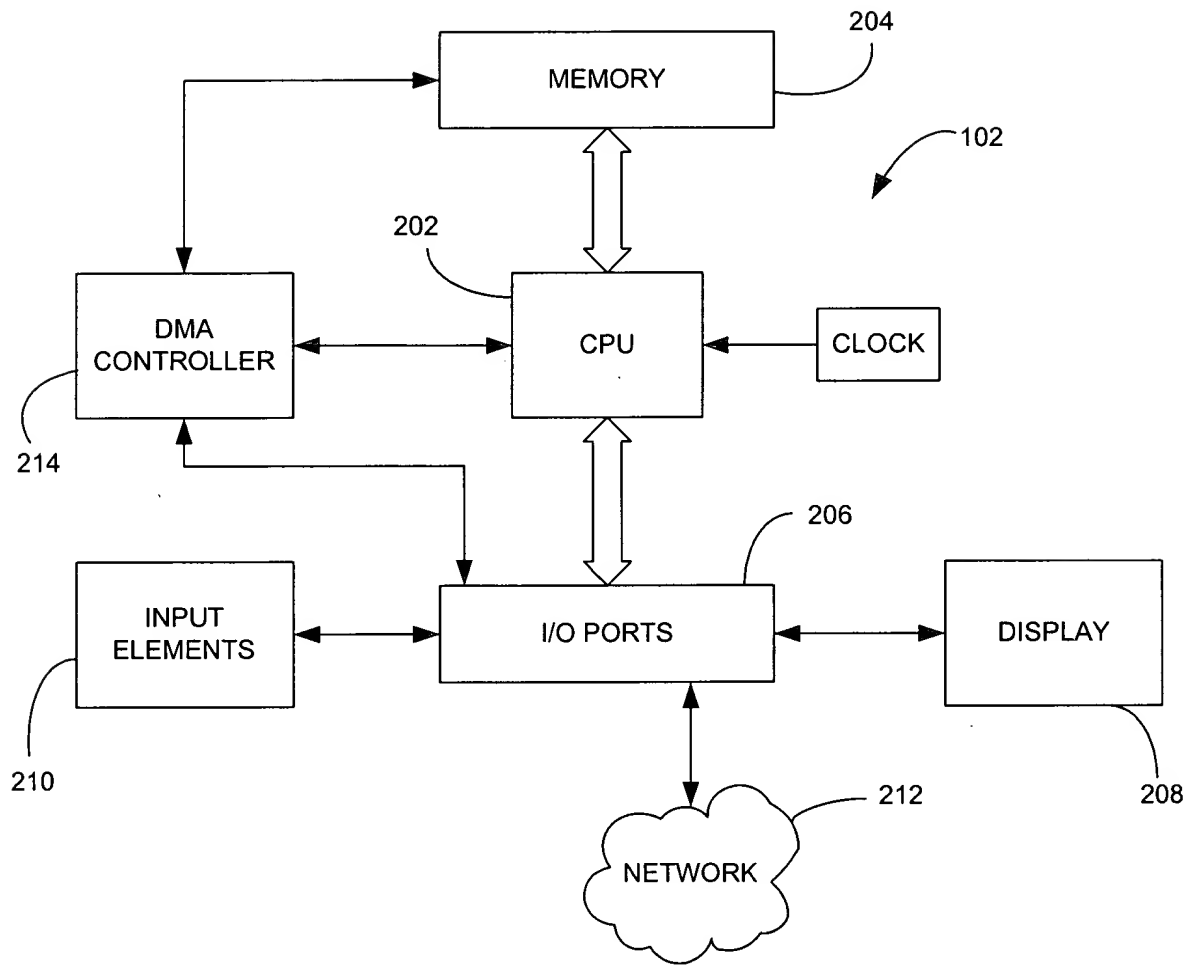 204
MEMORY
102
202
DMA
CONTROLLER
CPU
CLOCK
214
206
INPUT
ELEMENTS
I/O PORTS
DISPLAY
210
212
208
NETWORK